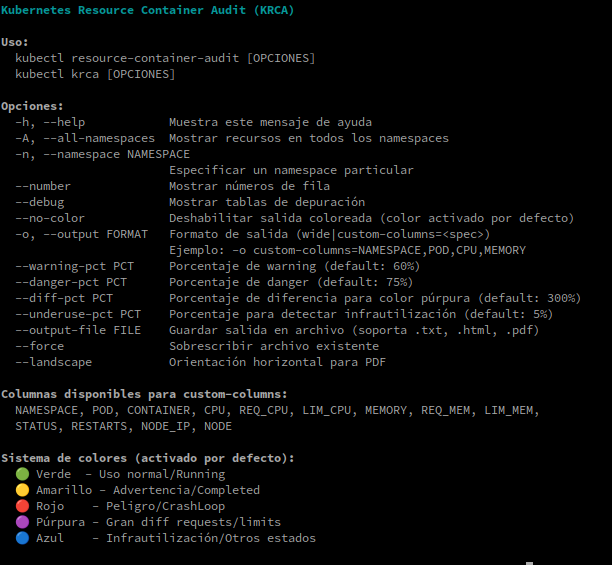 Kubernetes Resource Container Audit (KRCA)
Uso:
kubectl resource-container-audit [OPCIONES]
kubectl krca [OPCIONES]
Opciones:
-h, --help Muestra este mensaje de ayuda
-A, --all-namespaces Mostrar recursos en todos los namespaces
-n, --namespace NAMESPACE
Especificar un namespace particular
--number Mostrar números de fila
--debug Mostrar tablas de depuración
--no-color Deshabilitar salida coloreada (color activado por defecto)
-o, --output FORMAT Formato de salida (wide|custom-columns=<spec>)
Ejemplo: -o custom-columns=NAMESPACE,POD,CPU,MEMORY
--warning-pct PCT Porcentaje de warning (default: 60%)
--danger-pct PCT Porcentaje de danger (default: 75%)
--diff-pct PCT Porcentaje de diferencia para color púrpura (default: 300%)
--underuse-pct PCT Porcentaje para detectar infrautilización (default: 5%)
--output-file FILE Guardar salida en archivo (soporta .txt, .html, .pdf)
--force Sobrescribir archivo existente
--landscape Orientación horizontal para PDF
Columnas disponibles para custom-columns:
NAMESPACE, POD, CONTAINER, CPU, REQ_CPU, LIM_CPU, MEMORY, REQ_MEM, LIM_MEM,
STATUS, RESTARTS, NODE_IP, NODE
Sistema de colores (activado por defecto):
Verde - Uso normal/Running
Amarillo - Advertencia/Completed
Rojo - Peligro/CrashLoop
Púrpura - Gran diff requests/limits
Azul - Infrautilización/Otros estados